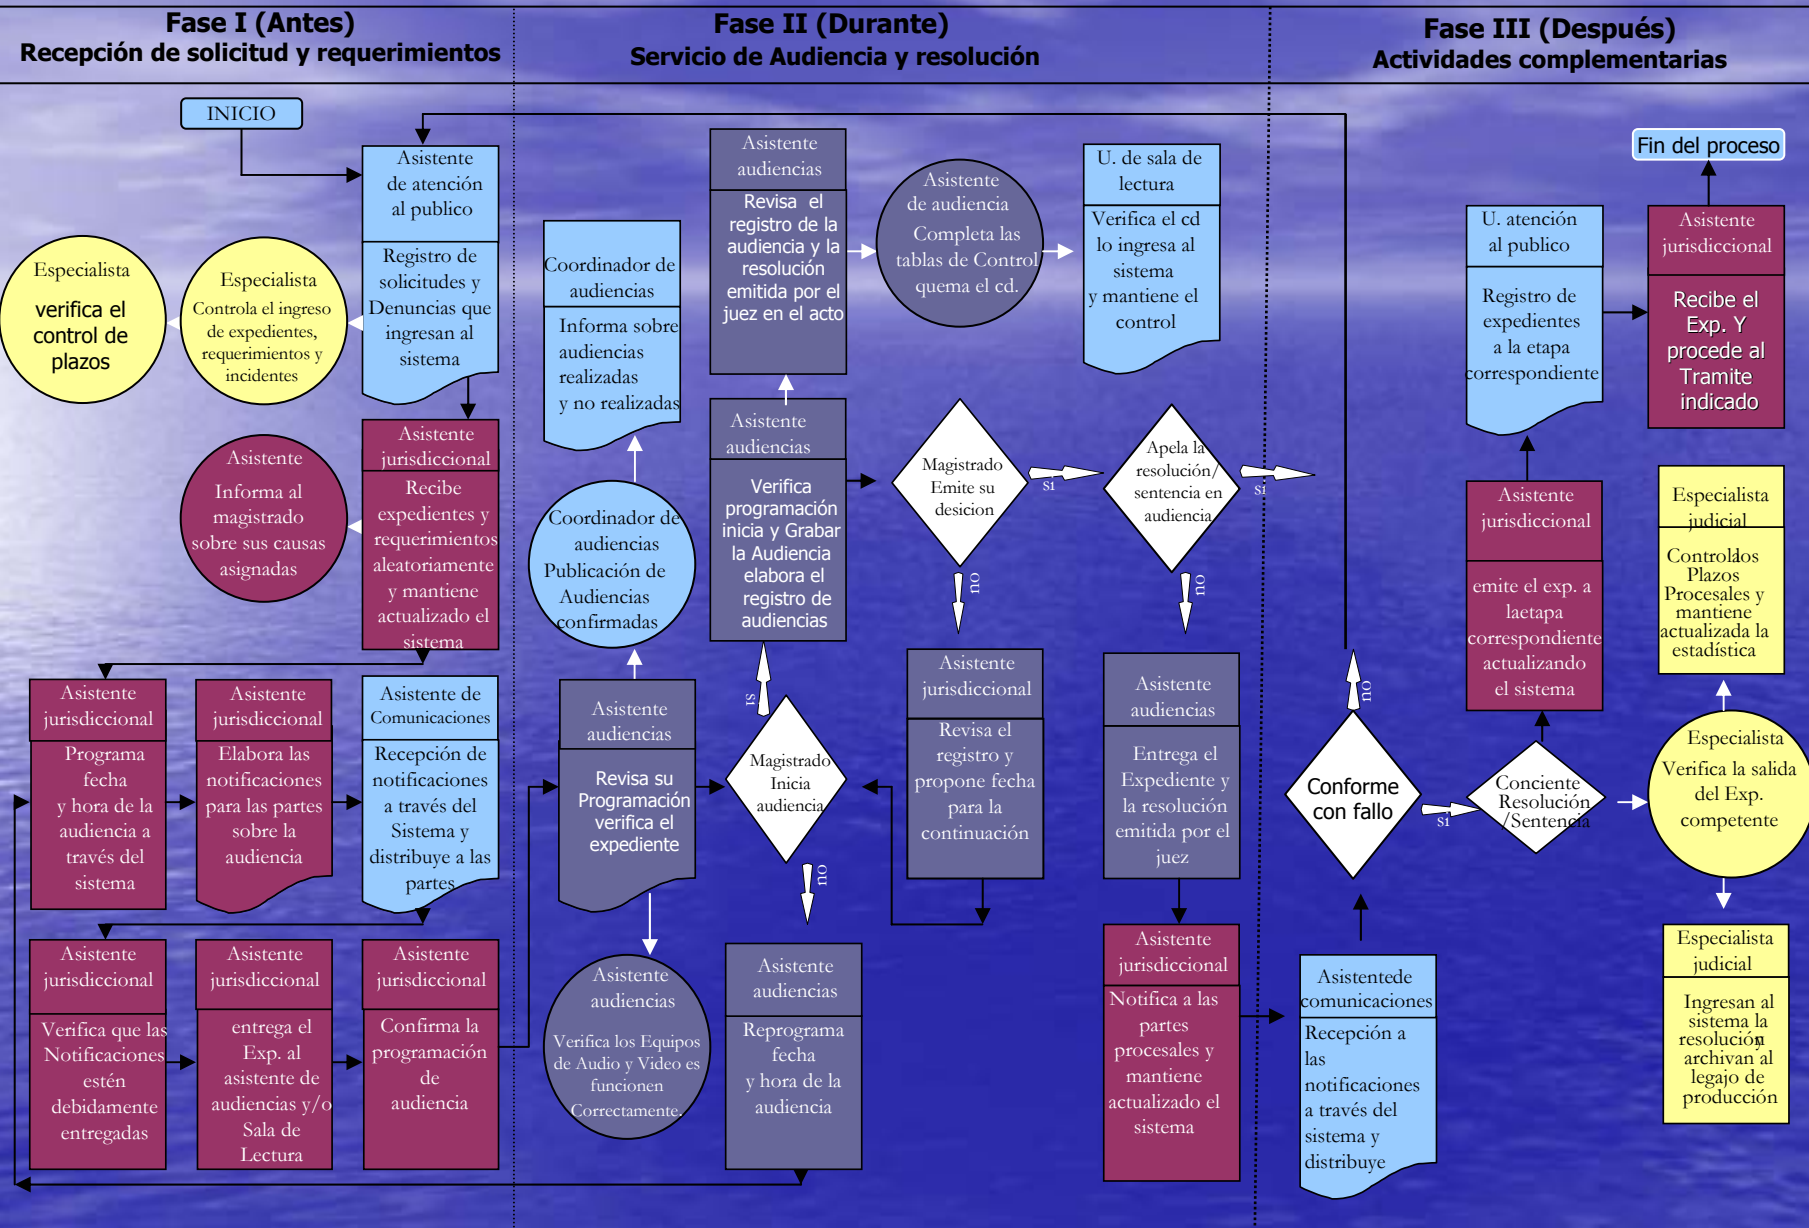 Fase I (Antes)
Recepción de solicitud y requerimientos
Fase II (Durante)
Servicio de Audiencia y resolución
Fase III (Después)
Actividades complementarias
INICIO
Asistente
de atención
al publico
Registro de
solicitudes y
Denuncias que
ingresan al
sistema
Especialista
Controla el ingreso
de expedientes,
requerimientos y
incidentes
Especialista
verifica el
control de
plazos
Asistente
jurisdiccional
Recibe
expedientes y
requerimientos
aleatoriamente
y mantiene
actualizado el
sistema
Asistente
Informa al
magistrado
sobre sus causas
asignadas
Asistente
jurisdiccional
Programa
fecha
y hora de la
audiencia a
través del
sistema
Asistente
jurisdiccional
Elabora las
notificaciones
para las partes
sobre la
audiencia
Asistente de
Comunicaciones
Recepción de
notificaciones
a través del
Sistema y
distribuye a las
partes
Asistente
jurisdiccional
Verifica que las
Notificaciones
estén
debidamente
entregadas
Asistente
jurisdiccional
entrega el
Exp. al
asistente de
audiencias y/o
Sala de
Lectura
Asistente
jurisdiccional
Confirma la
programación
de
audiencia
Coordinador de
audiencias
Informa sobre
audiencias
realizadas
y no realizadas
Coordinador de
audiencias
Publicación de
Audiencias
confirmadas
Asistente
audiencias
Revisa su
Programación
verifica el
expediente
Asistente
audiencias
Verifica los Equipos
de Audio y Video es
funcionen
Correctamente.
Asistente
audiencias
Revisa el
registro de la
audiencia y la
resolución
emitida por el
juez en el acto
Asistente
de audiencia
Completa las
tablas de Control
quema el cd.
U. de sala de
lectura
Verifica el cd
lo ingresa al
sistema
y mantiene el
control
Asistente
audiencias
Verifica
programación
inicia y Grabar
la Audiencia
elabora el
registro de
audiencias
Magistrado
Emite su
desicion
si
no
Apela la
resolución/
sentencia en
audiencia
si
no
si
Magistrado
Inicia
audiencia
no
Asistente
jurisdiccional
Revisa el
registro y
propone fecha
para la
continuación
Asistente
audiencias
Entrega el
Expediente y
la resolución
emitida por el
juez
Asistente
audiencias
Reprograma
fecha
y hora de la
audiencia
Asistente
jurisdiccional
Notifica a las
partes
procesales y
mantiene
actualizado el
sistema
Asistentede
comunicaciones
Recepción a
las
notificaciones
a través del
sistema y
distribuye
Conforme
con fallo
no
si
Conciente
Resolución
/Sentencia
Asistente
jurisdiccional
emite el exp. a
laetapa
correspondiente
actualizando
el sistema
U. atención
al publico
Registro de
expedientes
a la etapa
correspondiente
Fin del proceso
Asistente
jurisdiccional
Recibe el
Exp. Y
procede al
Tramite
indicado
Especialista
judicial
Controla los
Plazos
Procesales y
mantiene
actualizada la
estadística
Especialista
Verifica la salida
del Exp.
competente
Especialista
judicial
Ingresan al
sistema la
resolución y
archivan al
legajo de
producción